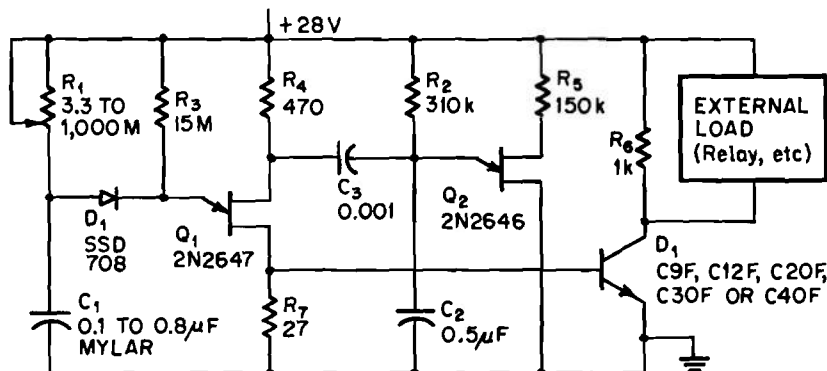 +28V
R1
3.3 TO
1,000M
R3
15M
R4
470
R2
310k
R5
150k
R6
1k
EXTERNAL
LOAD
(Relay, etc)
C3
0.001
D1
SSD
708
Q1
2N2647
Q2
2N2646
D1
C9F, C12F, C20F,
C30F OR C40F
C1
0.1 TO 0.8µF
MYLAR
R7
27
C2
0.5µF